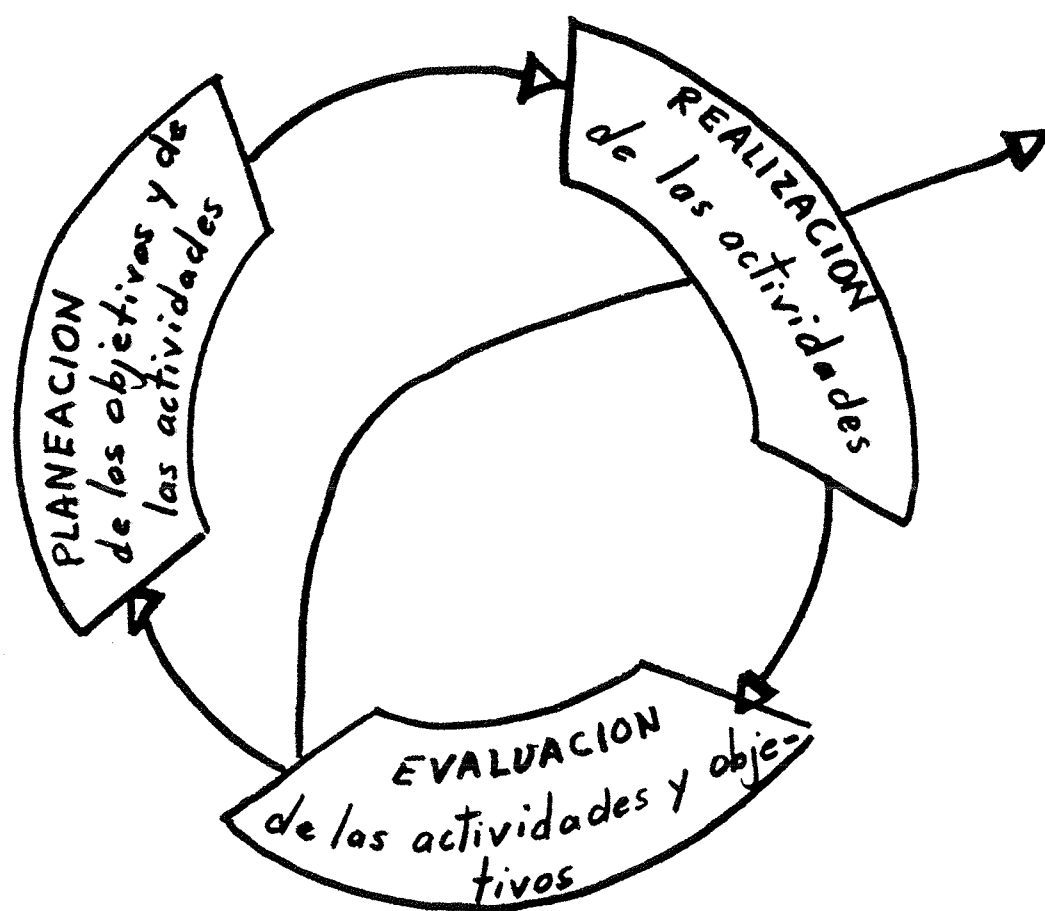 PLANEACION
de los objetivos y de
las actividades
REALIZACION
de las actividades
EVALUACION
de las actividades y obje-
tivos